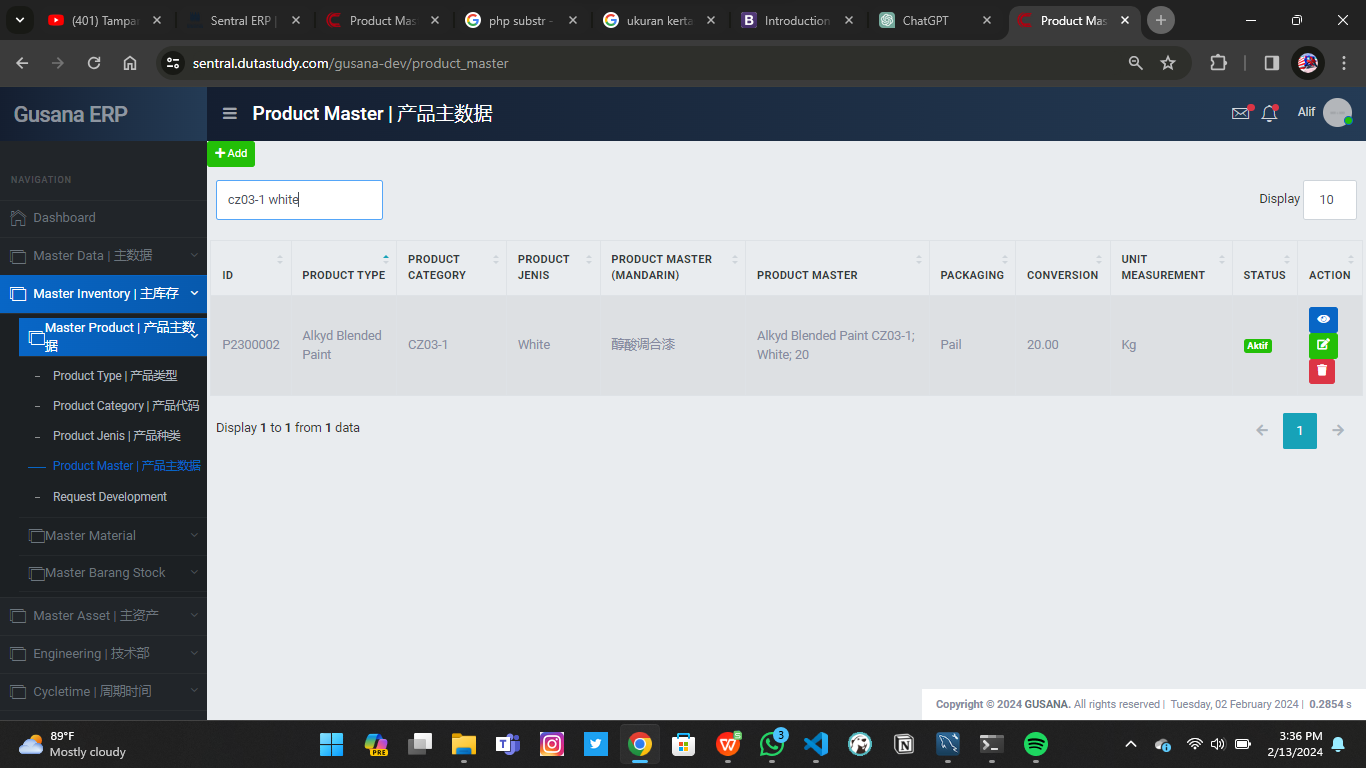 (401) Tampat
Sentral ERP |
Product Mas
php substr -
ukuran kerta
Introduction
ChatGPT
Product Mas
sentral.dutastudy.com/gusana-dev/product_master
Gusana ERP
Product Master | 产品主数据
Alif
NAVIGATION
Dashboard
Master Data | 主数据
Master Inventory | 主库存
Master Product | 产品主数
据
Product Type | 产品类型
Product Category | 产品代码
Product Jenis | 产品种类
Product Master | 产品主数据
Request Development
Master Material
Master Barang Stock
Master Asset | 主资产
Engineering | 技术部
Cycletime | 周期时间
Add
cz03-1 white
Display 10
ID
PRODUCT TYPE
PRODUCT
CATEGORY
PRODUCT
JENIS
PRODUCT MASTER
(MANDARIN)
PRODUCT MASTER
PACKAGING
CONVERSION
UNIT
MEASUREMENT
STATUS
ACTION
P2300002
Alkyd Blended
Paint
CZ03-1
White
醇酸调合漆
Alkyd Blended Paint CZ03-1;
White; 20
Pail
20.00
Kg
Aktif
Display 1 to 1 from 1 data
1
Copyright © 2024 GUSANA. All rights reserved | Tuesday, 02 February 2024 | 0.2854 s
89°F
Mostly cloudy
PRE
3
3:36 PM
2/13/2024